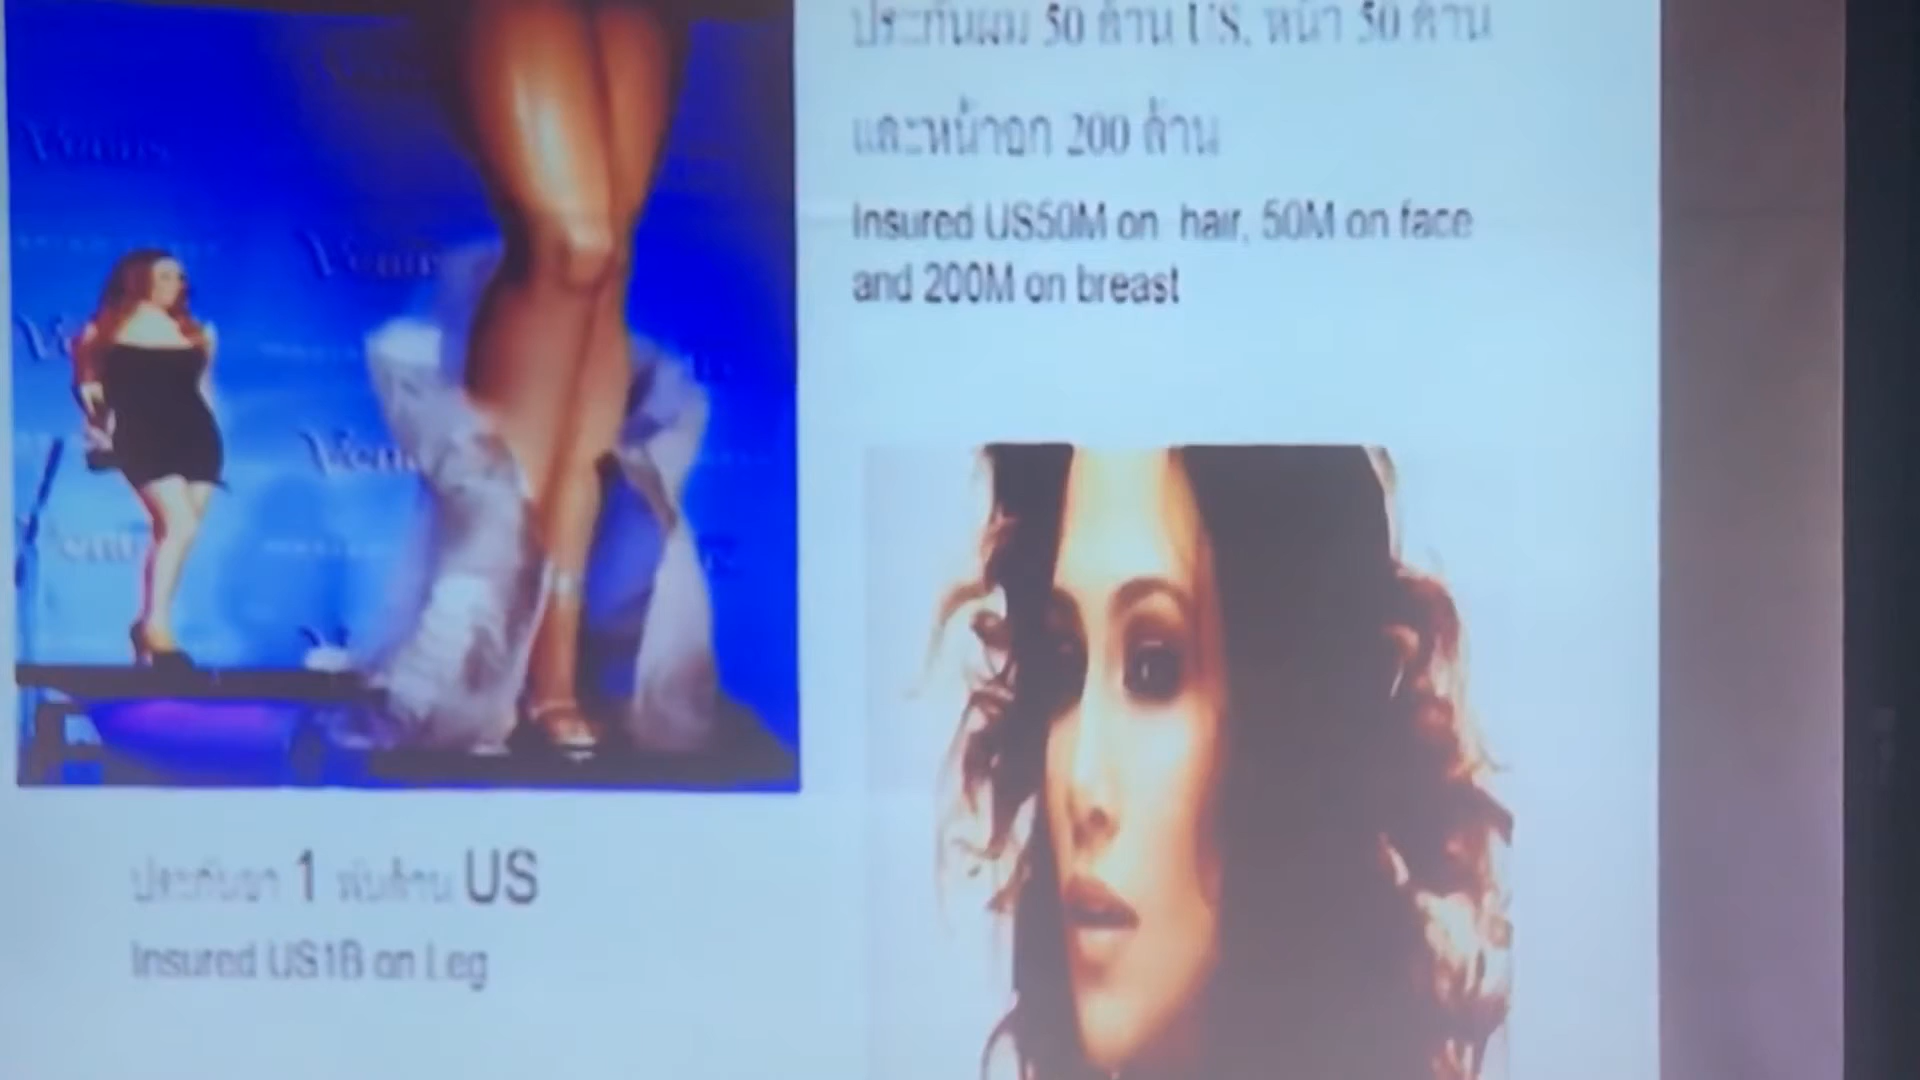 ประกันผม 50 ล้าน US, หน้า 50 ล้าน
และหน้าอก 200 ล้าน
Insured US50M on hair, 50M on face
and 200M on breast
Venus
Venus
Venus
ประกันขา 1 พันล้าน US
Insured US1B on Leg